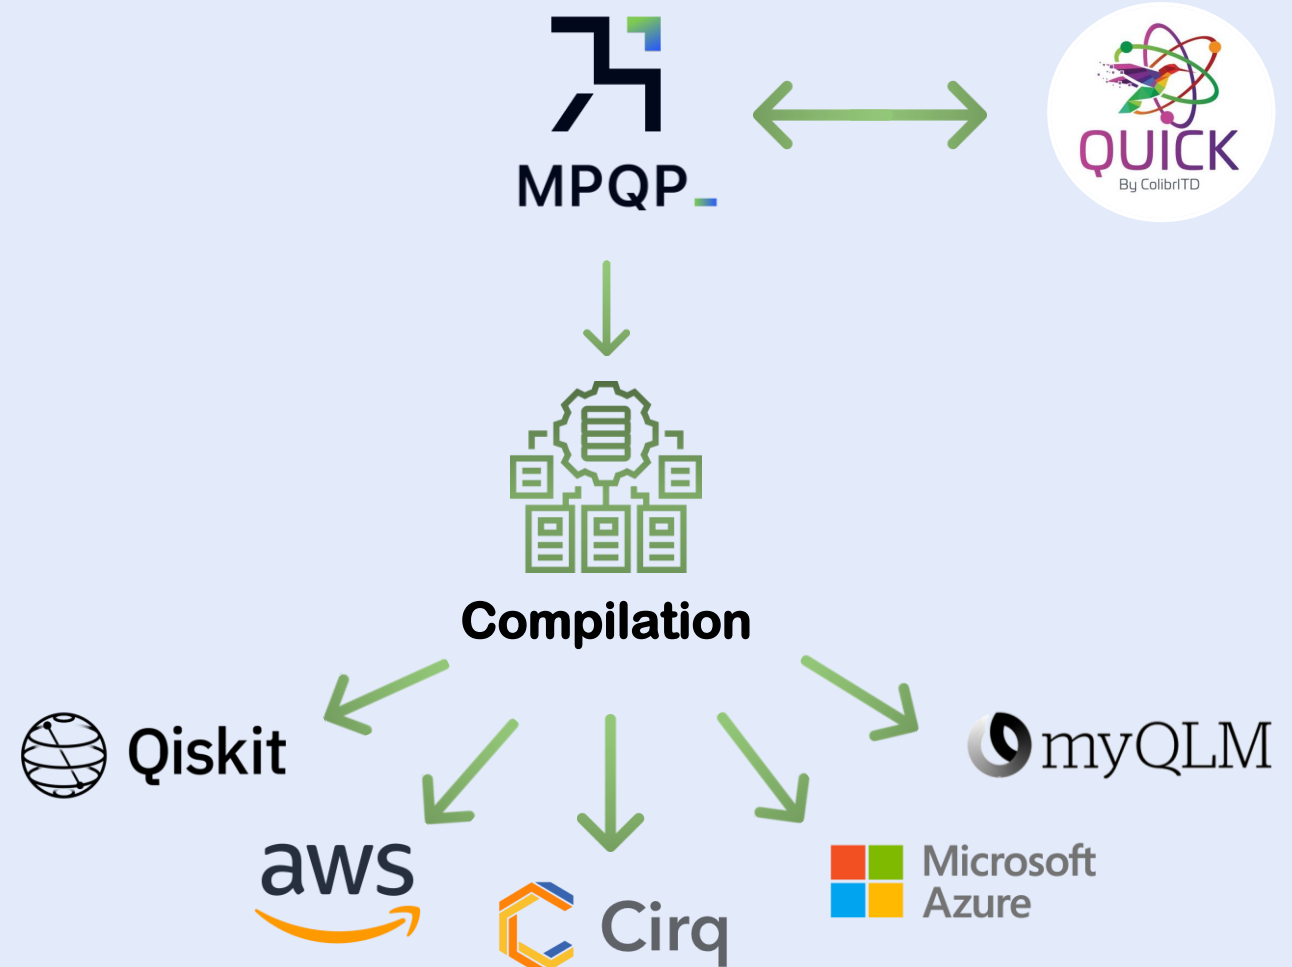 MPQP_
QUICK
By ColibrITD
Compilation
Qiskit
myQLM
aws
Microsoft
Azure
Cirq